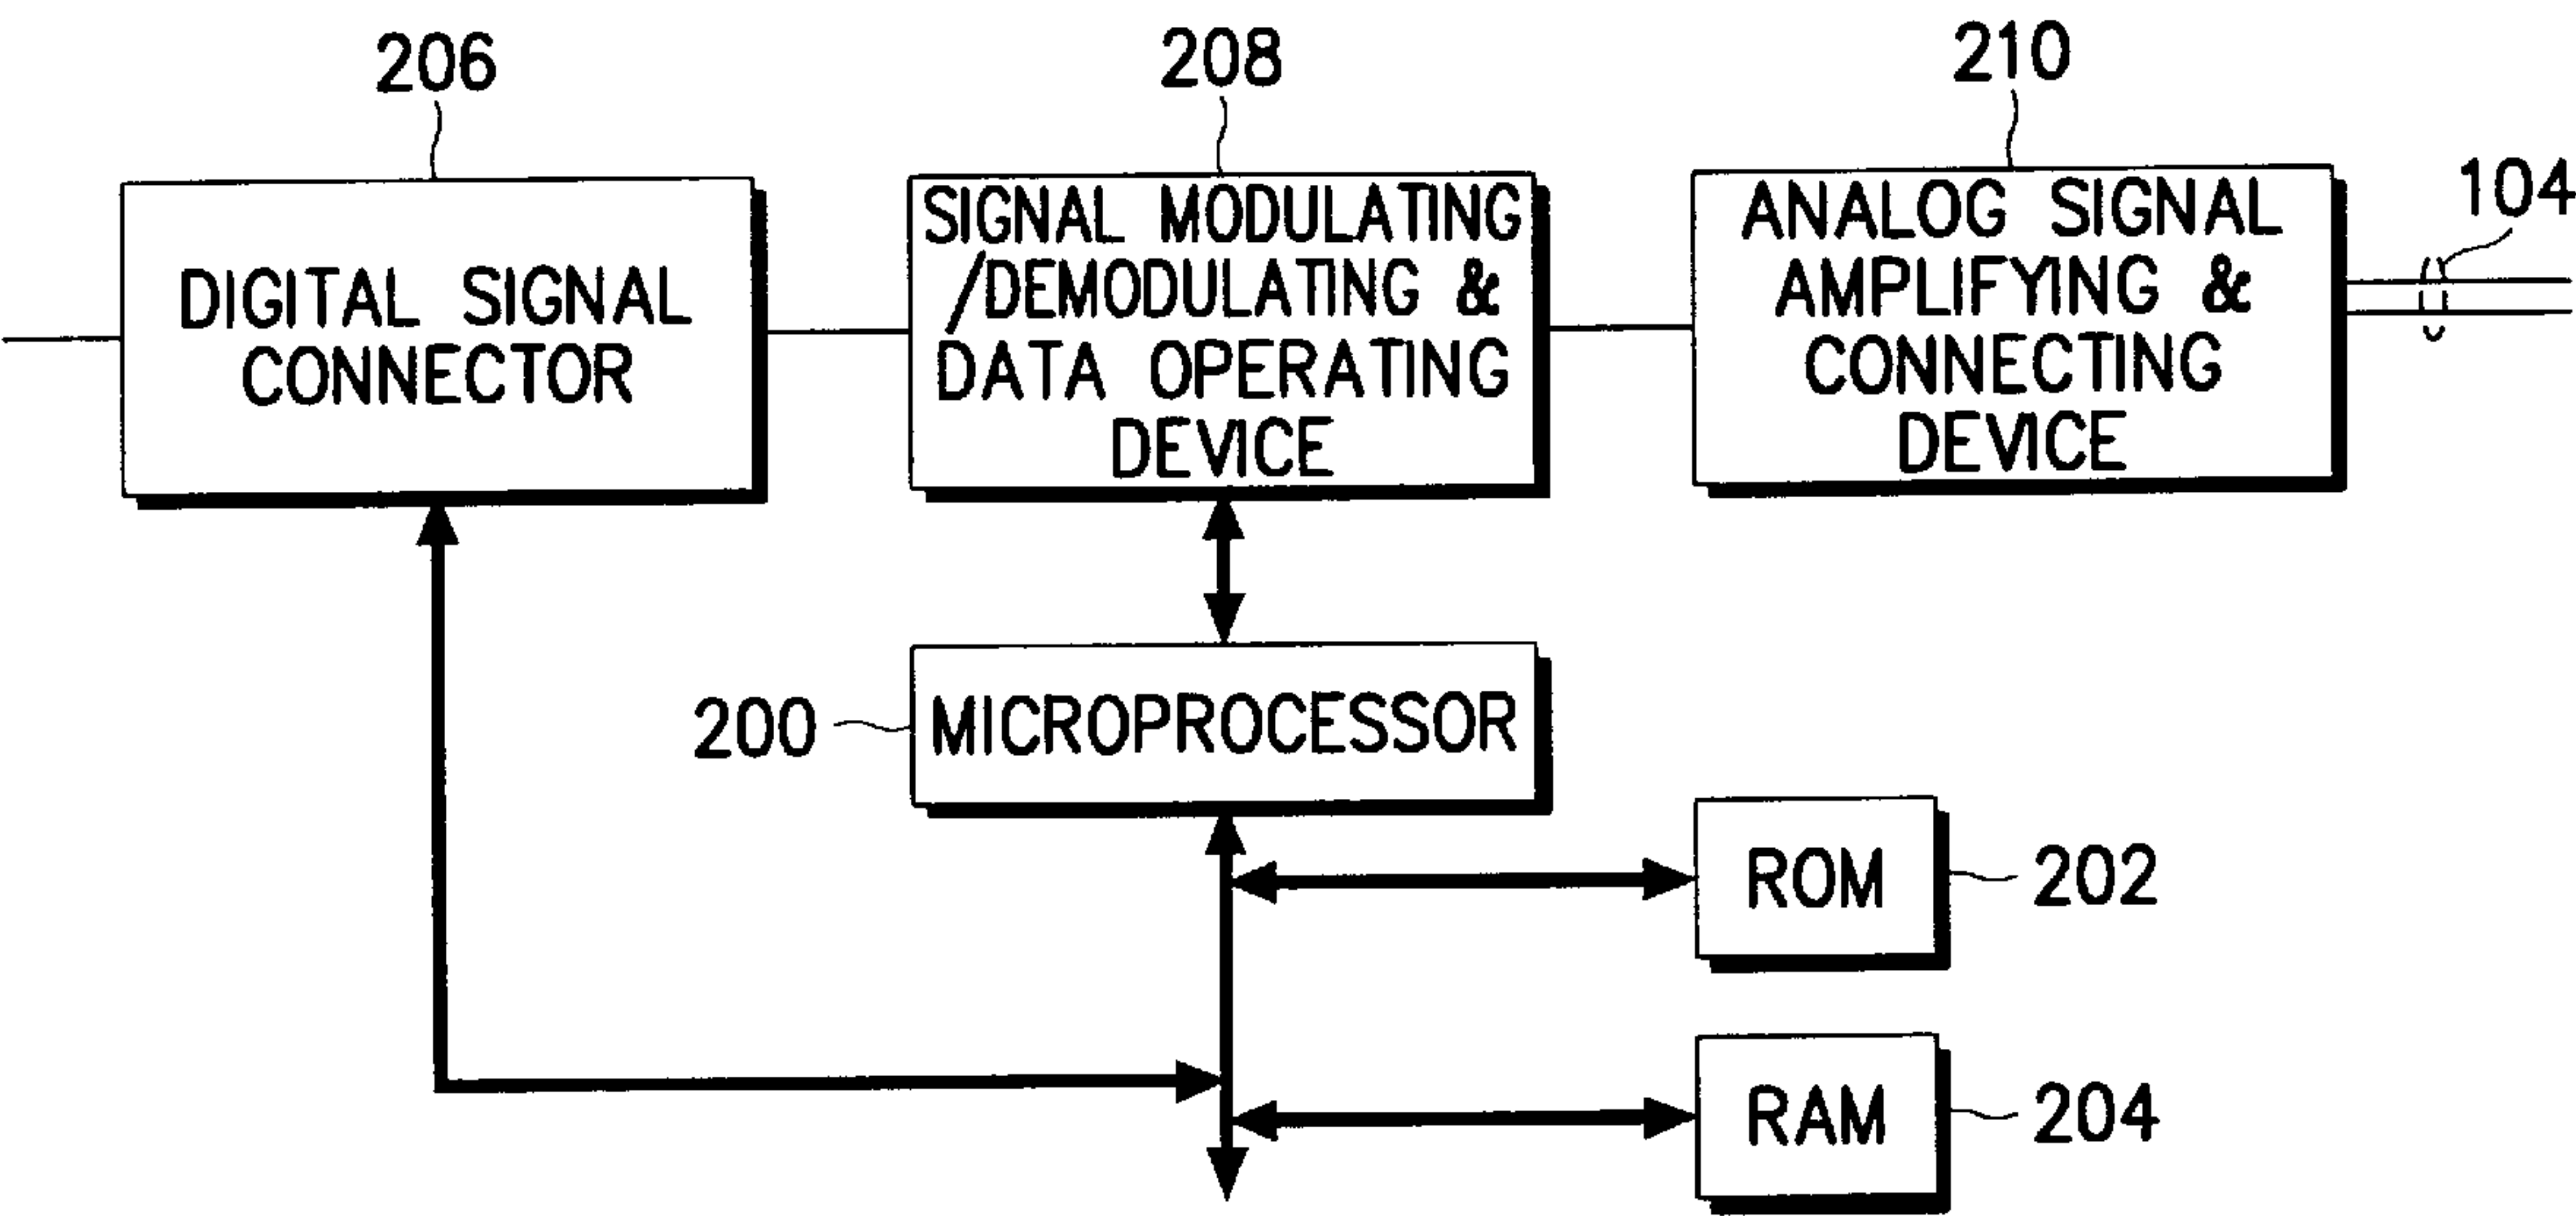 206
208
210
104
DIGITAL SIGNAL
CONNECTOR
SIGNAL MODULATING
/DEMODULATING &
DATA OPERATING
DEVICE
ANALOG SIGNAL
AMPLIFYING &
CONNECTING
DEVICE
200
MICROPROCESSOR
ROM
202
RAM
204